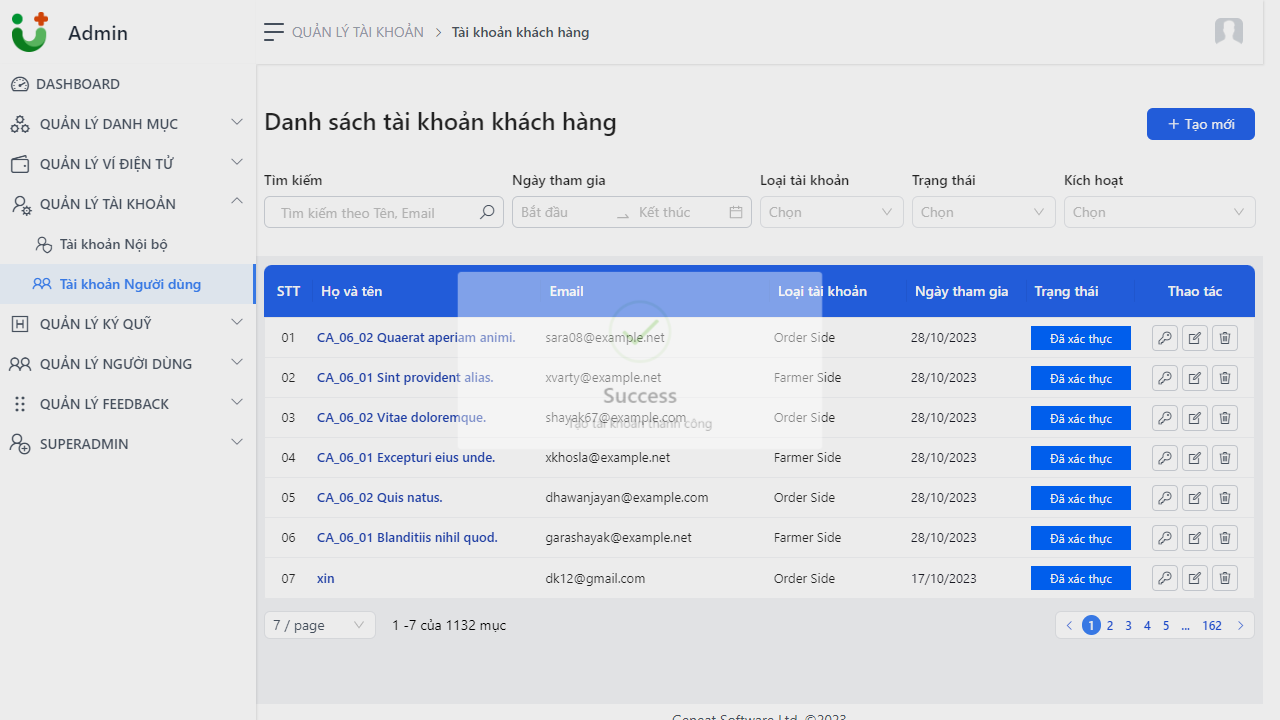 Admin
QUẢN LÝ TÀI KHOẢN > Tài khoản khách hàng
DASHBOARD
QUẢN LÝ DANH MỤC
QUẢN LÝ VÍ ĐIỆN TỬ
QUẢN LÝ TÀI KHOẢN
Tài khoản Nội bộ
Tài khoản Người dùng
QUẢN LÝ KÝ QUỸ
QUẢN LÝ NGƯỜI DÙNG
QUẢN LÝ FEEDBACK
SUPERADMIN
Danh sách tài khoản khách hàng
+ Tạo mới
Tìm kiếm Ngày tham gia Loại tài khoản Trạng thái Kích hoạt
Tìm kiếm theo Tên, Email Bắt đầu Kết thúc Chọn Chọn Chọn
STT Họ và tên Email Loại tài khoản Ngày tham gia Trạng thái Thao tác
01 CA_06_02 Quaerat aperiam animi. sara08@example.net Order Side 28/10/2023 Đã xác thực
02 CA_06_01 Sint provident alias. xvarty@example.net Farmer Side 28/10/2023 Đã xác thực
03 CA_06_02 Vitae doloremque. shayak67@example.com Order Side 28/10/2023 Đã xác thực
04 CA_06_01 Excepturi eius unde. xkhosla@example.net Farmer Side 28/10/2023 Đã xác thực
05 CA_06_02 Quis natus. dhawanjayan@example.com Order Side 28/10/2023 Đã xác thực
06 CA_06_01 Blanditiis nihil quod. garashayak@example.net Farmer Side 28/10/2023 Đã xác thực
07 xin dk12@gmail.com Order Side 17/10/2023 Đã xác thực
Success
Tạo tài khoản thành công
7 / page 1 -7 của 1132 mục
1 2 3 4 5 ... 162
Geneat Software Ltd. ©2023